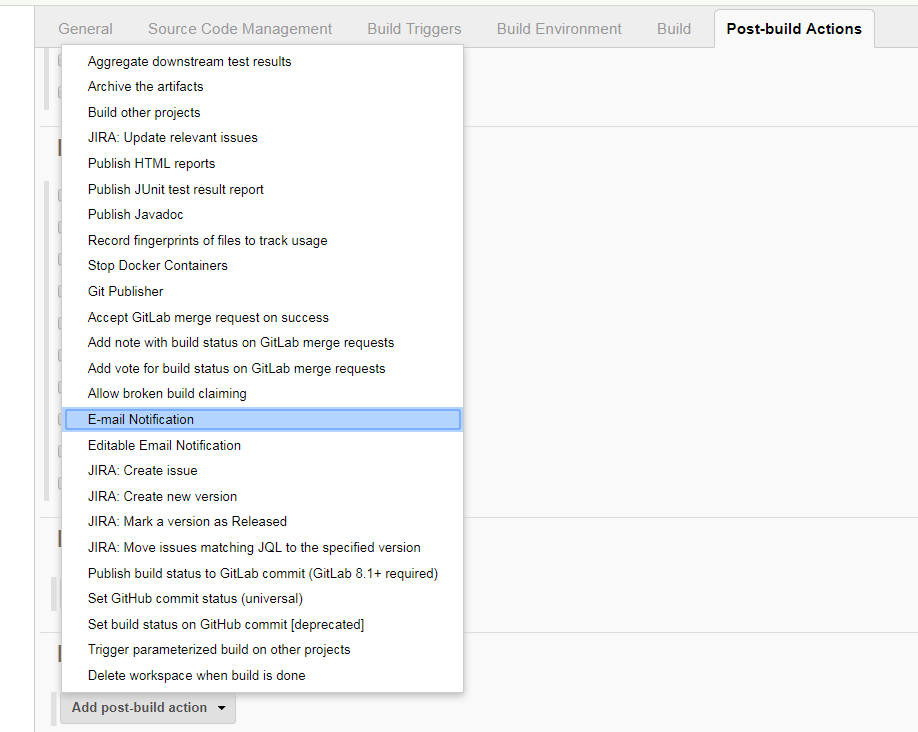 General
Source Code Management
Build Triggers
Build Environment
Build
Post-build Actions
Aggregate downstream test results
Archive the artifacts
Build other projects
JIRA: Update relevant issues
Publish HTML reports
Publish JUnit test result report
Publish Javadoc
Record fingerprints of files to track usage
Stop Docker Containers
Git Publisher
Accept GitLab merge request on success
Add note with build status on GitLab merge requests
Add vote for build status on GitLab merge requests
Allow broken build claiming
E-mail Notification
Editable Email Notification
JIRA: Create issue
JIRA: Create new version
JIRA: Mark a version as Released
JIRA: Move issues matching JQL to the specified version
Publish build status to GitLab commit (GitLab 8.1+ required)
Set GitHub commit status (universal)
Set build status on GitHub commit [deprecated]
Trigger parameterized build on other projects
Delete workspace when build is done
Add post-build action